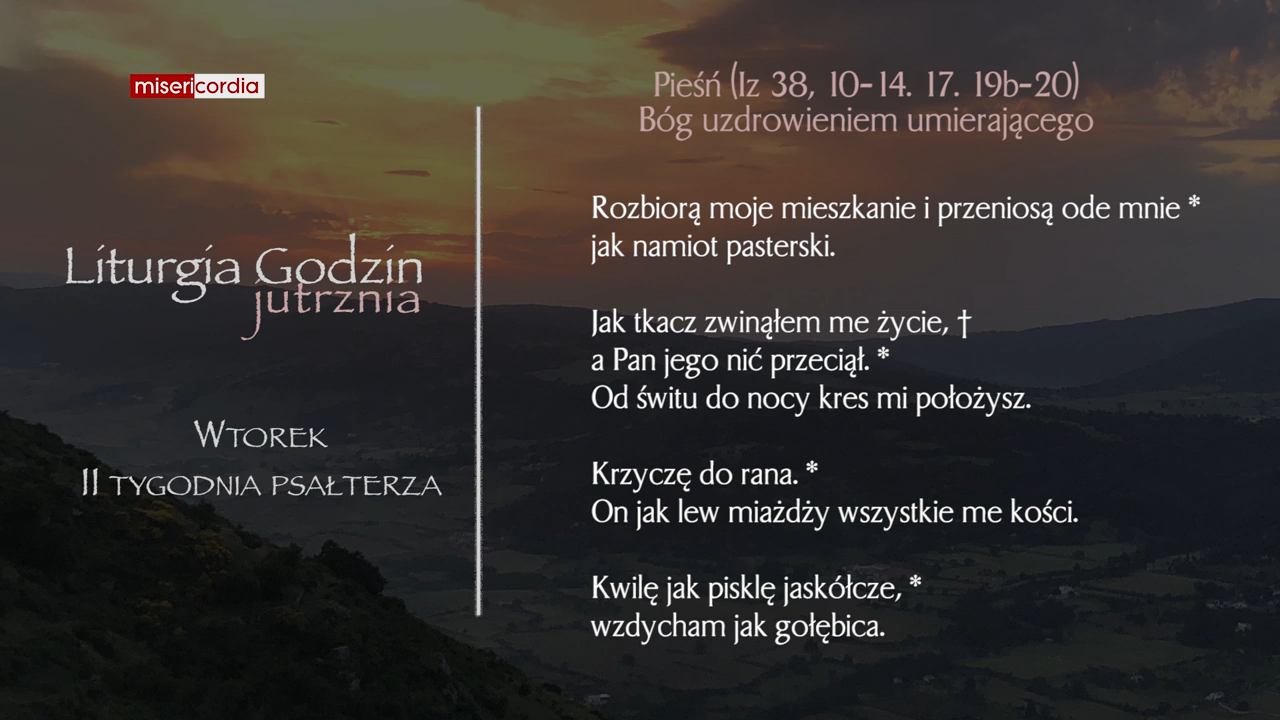 misericordia
Liturgia Godzin
jutrznia
Wtorek
II tygodnia psałterza
Pieśń (Iz 38, 10-14. 17. 19b-20)
Bóg uzdrowieniem umierającego
Rozbiorą moje mieszkanie i przeniosą ode mnie *
jak namiot pasterski.
Jak tkacz zwinąłem me życie, †
a Pan jego nić przeciął. *
Od świtu do nocy kres mi położysz.
Krzyczę do rana. *
On jak lew miażdży wszystkie me kości.
Kwilę jak pisklę jaskółcze, *
wzdycham jak gołębica.